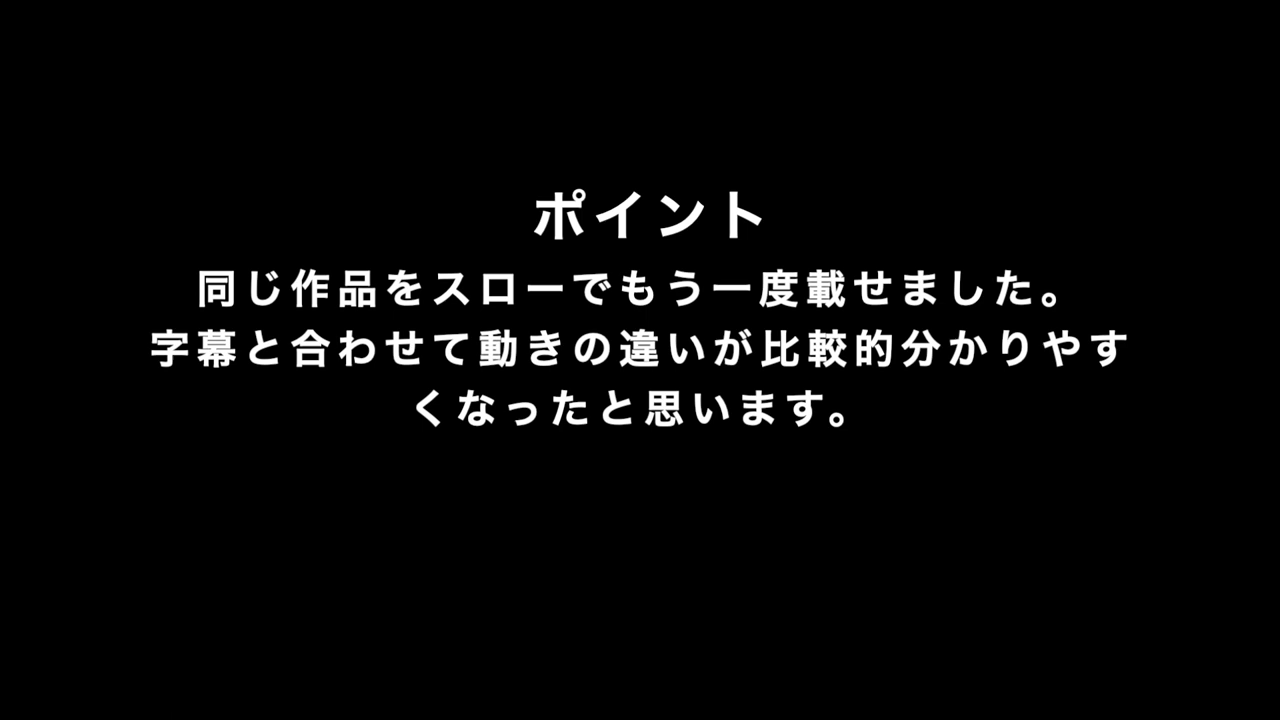 ポイント
同じ作品をスローでもう一度載せました。
字幕と合わせて動きの違いが比較的分かりやす
くなったと思います。